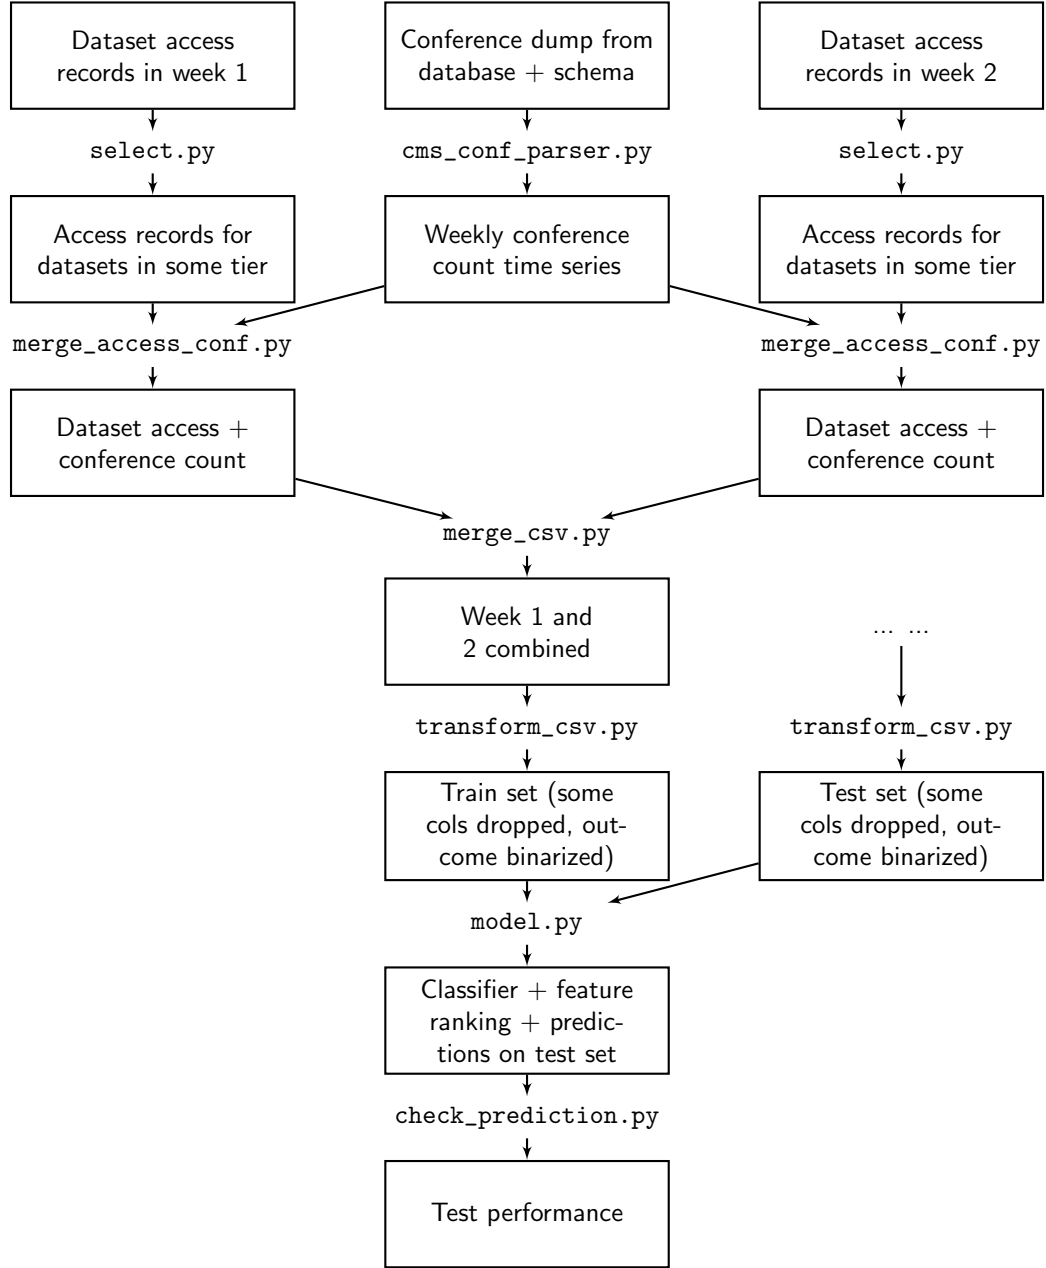 Dataset access
records in week 1
Conference dump from
database + schema
Dataset access
records in week 2
select.py
cms_conf_parser.py
select.py
Access records for
datasets in some tier
Weekly conference
count time series
Access records for
datasets in some tier
merge_access_conf.py
merge_access_conf.py
Dataset access +
conference count
Dataset access +
conference count
merge_csv.py
Week 1 and
2 combined
... ...
transform_csv.py
transform_csv.py
Train set (some
cols dropped, out-
come binarized)
Test set (some
cols dropped, out-
come binarized)
model.py
Classifier + feature
ranking + predic-
tions on test set
check_prediction.py
Test performance